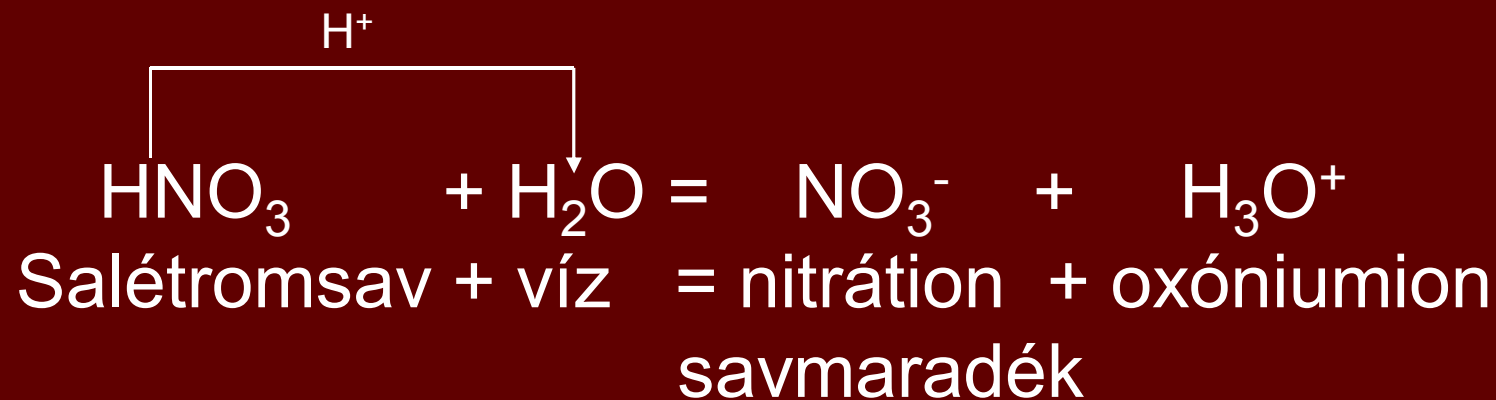 H⁺
HNO₃ + H₂O = NO₃⁻ + H₃O⁺
Salétromsav + víz = nitrátion + oxóniumion
savmaradék